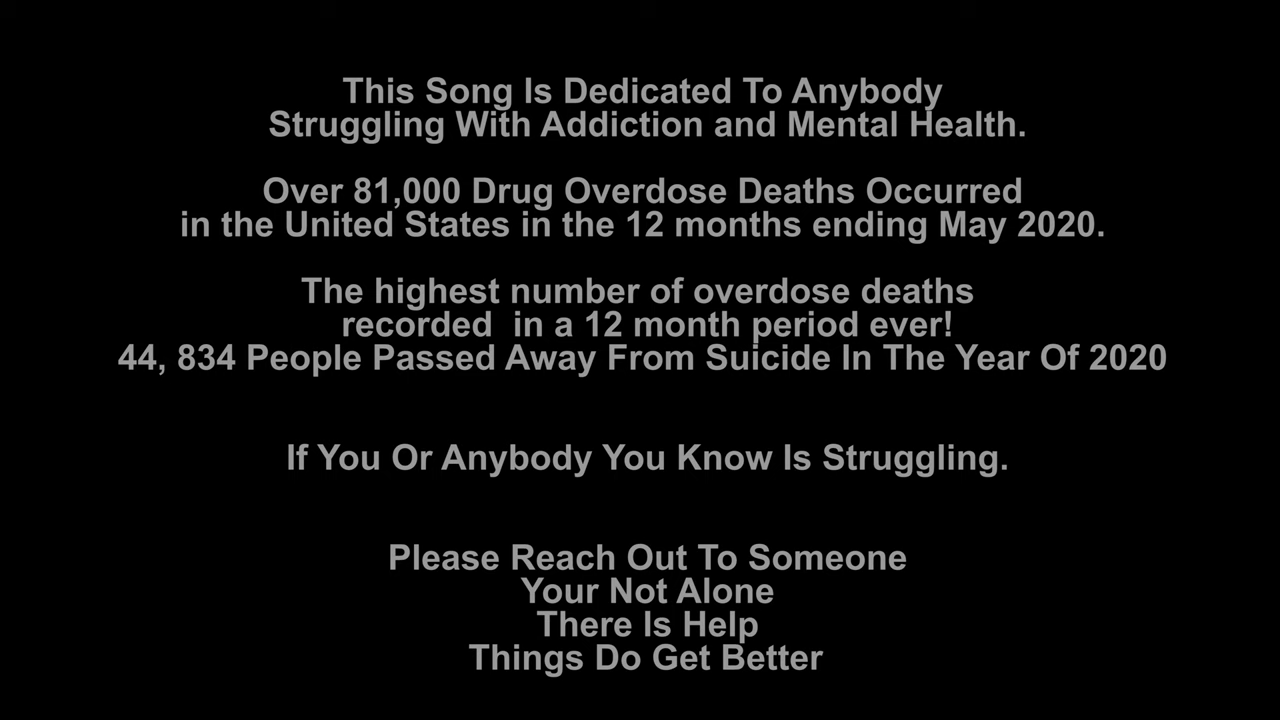 This Song Is Dedicated To Anybody
Struggling With Addiction and Mental Health.
Over 81,000 Drug Overdose Deaths Occurred
in the United States in the 12 months ending May 2020.
The highest number of overdose deaths
recorded  in a 12 month period ever!
44, 834 People Passed Away From Suicide In The Year Of 2020
If You Or Anybody You Know Is Struggling.
Please Reach Out To Someone
Your Not Alone
There Is Help
Things Do Get Better